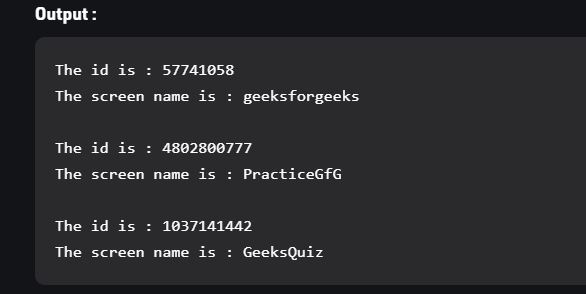 Output :
The id is : 57741058
The screen name is : geeksforgeeks
The id is : 4802800777
The screen name is : PracticeGfG
The id is : 1037141442
The screen name is : GeeksQuiz